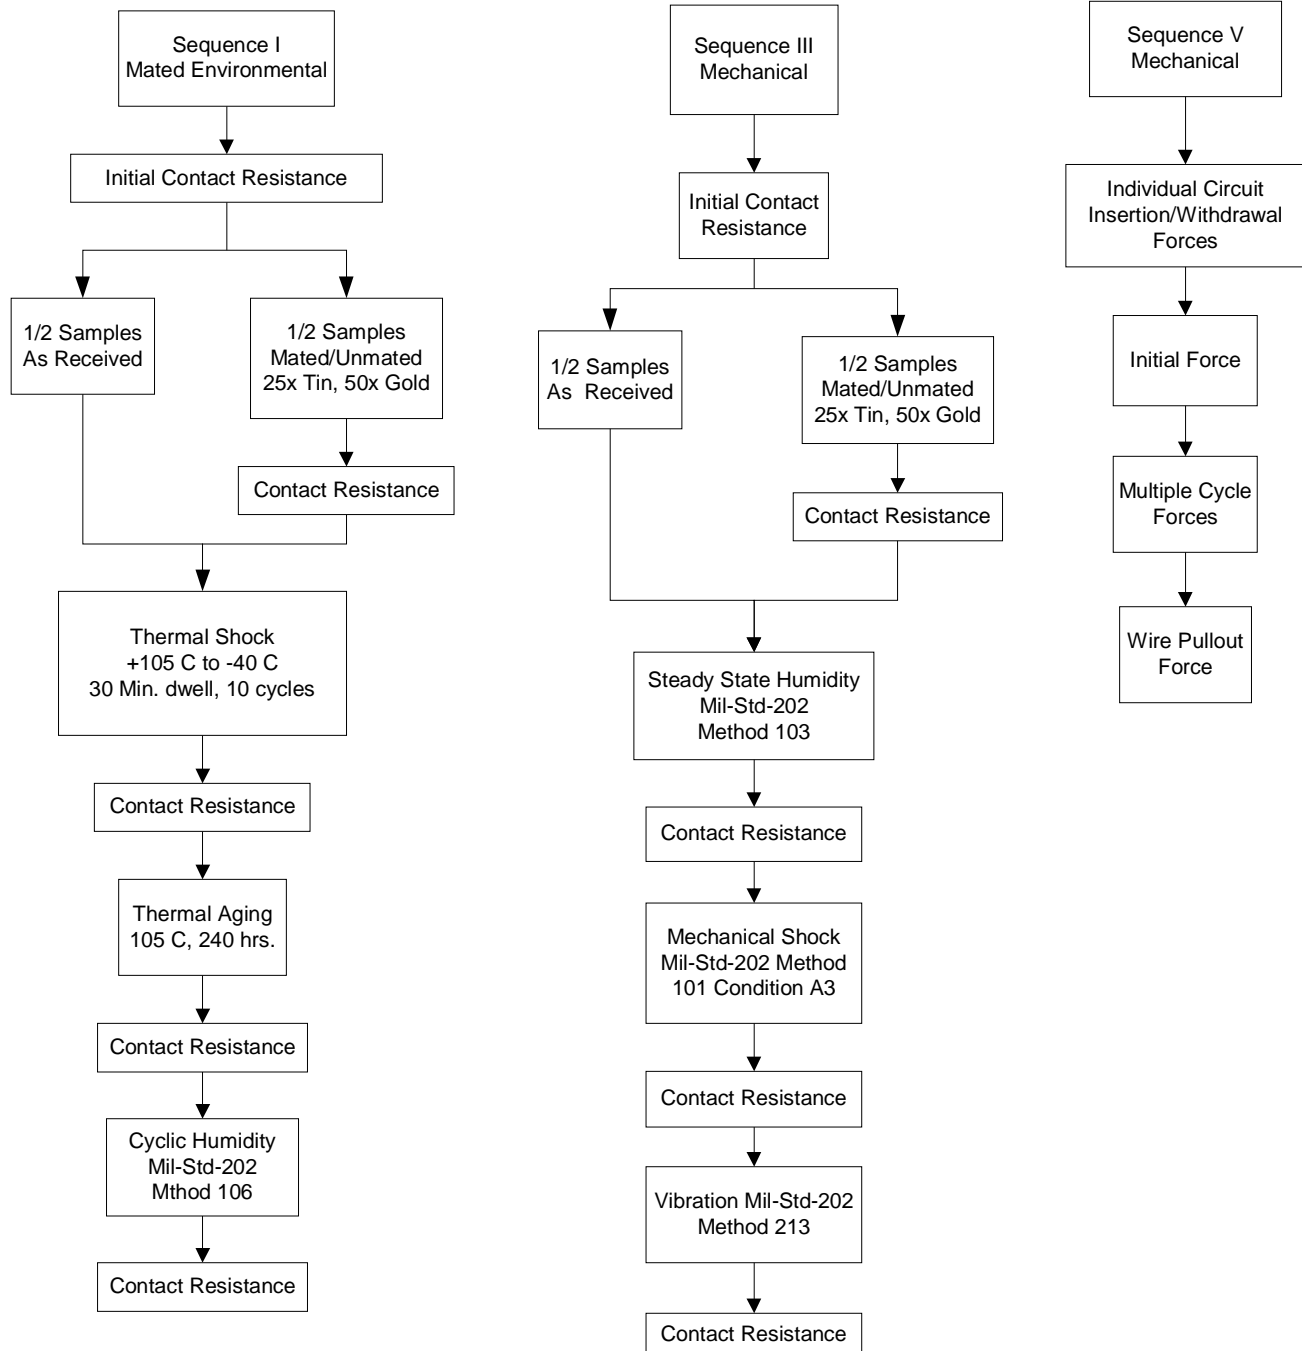 Sequence I
Mated Environmental
Initial Contact Resistance
1/2 Samples
As Received
1/2 Samples
Mated/Unmated
25x Tin, 50x Gold
Contact Resistance
Thermal Shock
+105 C to -40 C
30 Min. dwell, 10 cycles
Contact Resistance
Thermal Aging
105 C, 240 hrs.
Contact Resistance
Cyclic Humidity
Mil-Std-202
Mthod 106
Contact Resistance
Sequence III
Mechanical
Initial Contact
Resistance
1/2 Samples
As Received
1/2 Samples
Mated/Unmated
25x Tin, 50x Gold
Contact Resistance
Steady State Humidity
Mil-Std-202
Method 103
Contact Resistance
Mechanical Shock
Mil-Std-202 Method
101 Condition A3
Contact Resistance
Vibration Mil-Std-202
Method 213
Contact Resistance
Sequence V
Mechanical
Individual Circuit
Insertion/Withdrawal
Forces
Initial Force
Multiple Cycle
Forces
Wire Pullout
Force